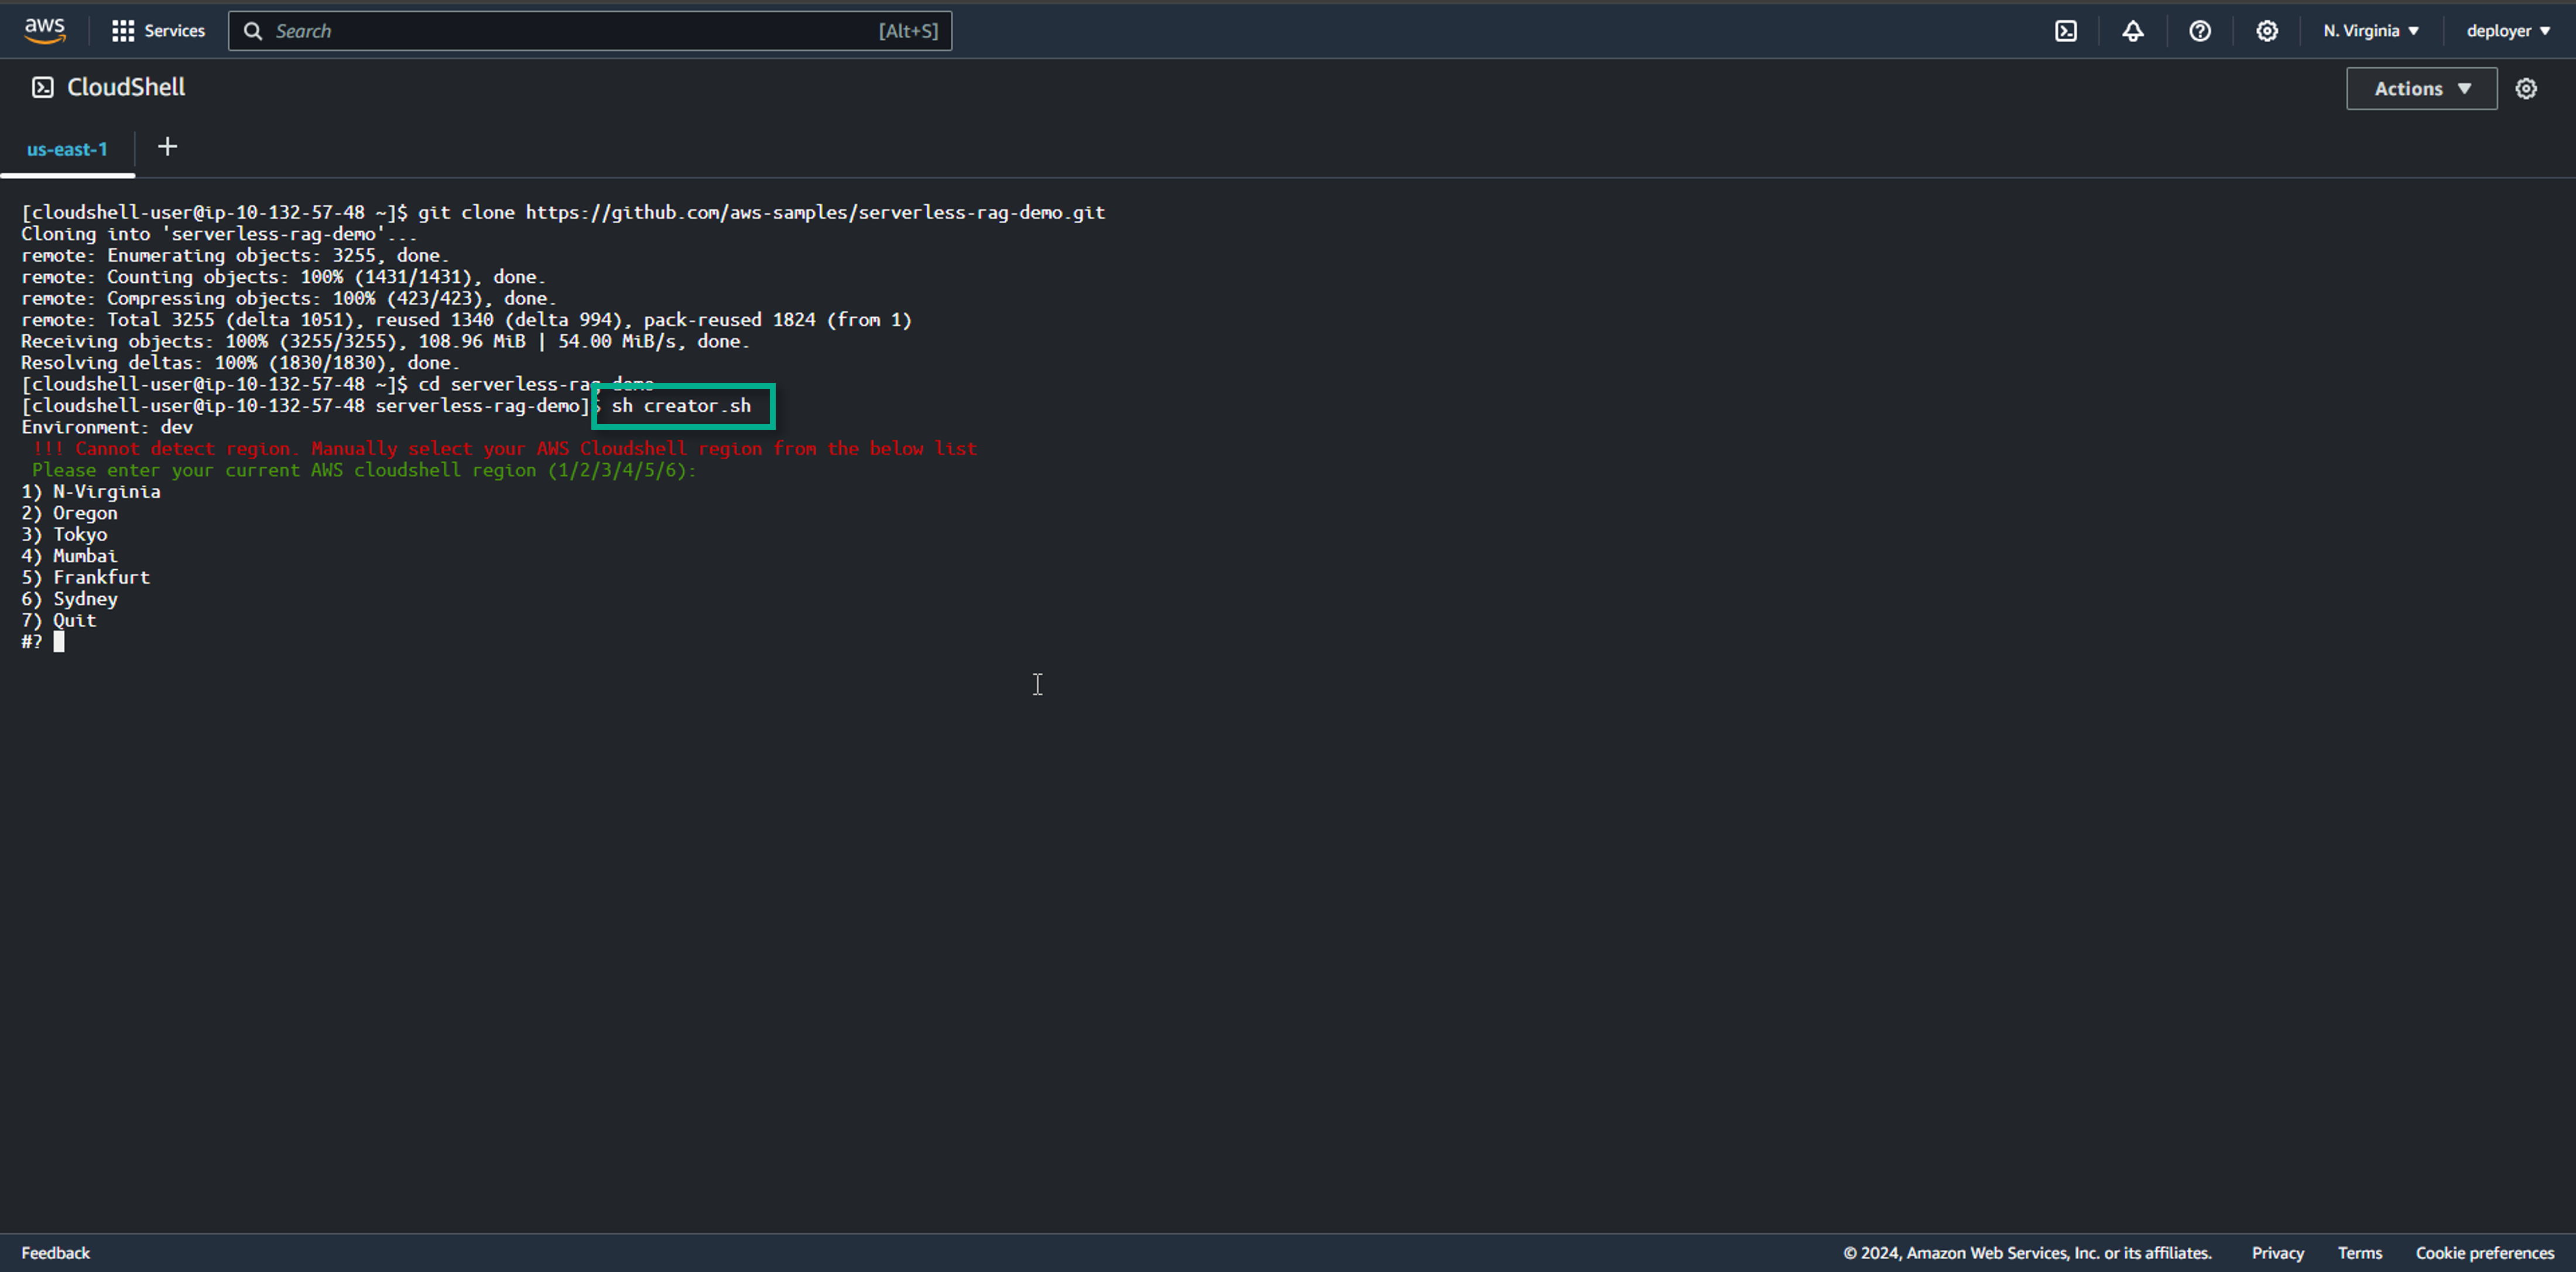 aws Services Search [Alt+S] N. Virginia ▼ deployer ▼
CloudShell Actions ▼
us-east-1 +
[cloudshell-user@ip-10-132-57-48 ~]$ git clone https://github.com/aws-samples/serverless-rag-demo.git
Cloning into 'serverless-rag-demo'...
remote: Enumerating objects: 3255, done.
remote: Counting objects: 100% (1431/1431), done.
remote: Compressing objects: 100% (423/423), done.
remote: Total 3255 (delta 1051), reused 1340 (delta 994), pack-reused 1824 (from 1)
Receiving objects: 100% (3255/3255), 108.96 MiB | 54.00 MiB/s, done.
Resolving deltas: 100% (1830/1830), done.
[cloudshell-user@ip-10-132-57-48 ~]$ cd serverless-rag-demo
[cloudshell-user@ip-10-132-57-48 serverless-rag-demo]$ sh creator.sh
Environment: dev
!!! Cannot detect region. Manually select your AWS Cloudshell region from the below list
Please enter your current AWS cloudshell region (1/2/3/4/5/6):
1) N-Virginia
2) Oregon
3) Tokyo
4) Mumbai
5) Frankfurt
6) Sydney
7) Quit
#?
Feedback © 2024, Amazon Web Services, Inc. or its affiliates. Privacy Terms Cookie preferences